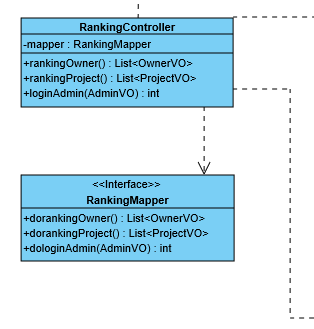 RankingController
-mapper : RankingMapper
+rankingOwner() : List<OwnerVO>
+rankingProject() : List<ProjectVO>
+loginAdmin(AdminVO) : int
<<Interface>>
RankingMapper
+dorankingOwner() : List<OwnerVO>
+dorankingProject() : List<ProjectVO>
+dologinAdmin(AdminVO) : int